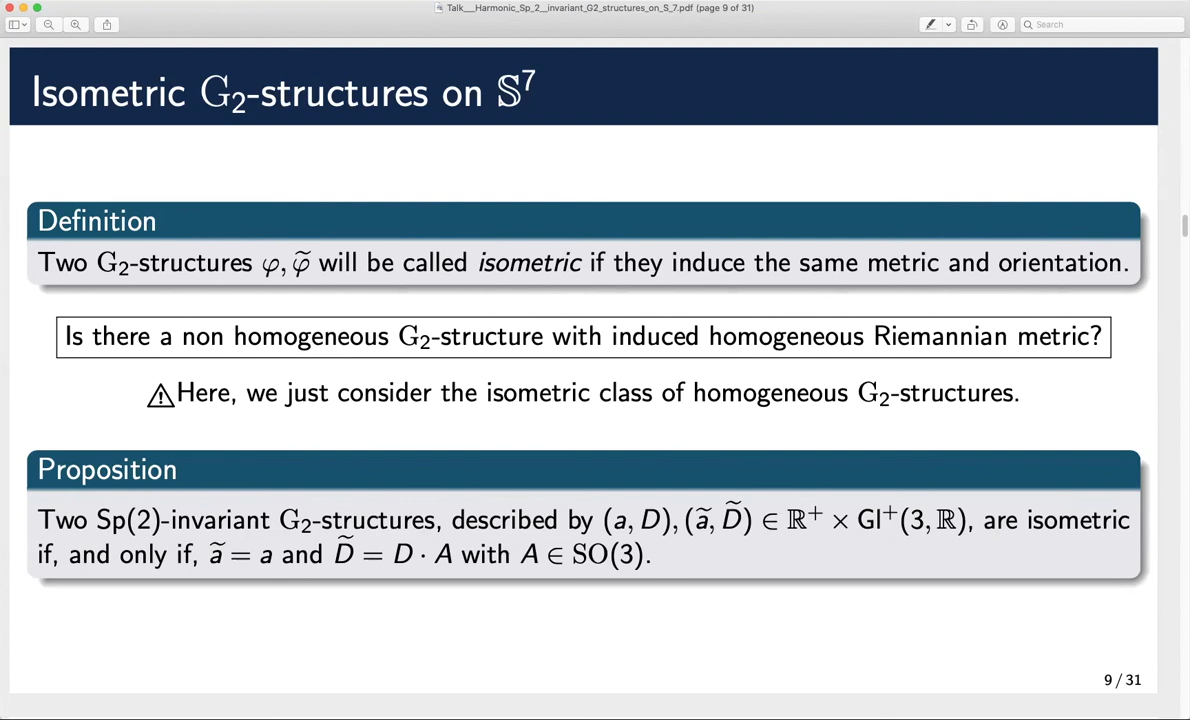 Talk__Harmonic_Sp_2__invariant_G2_structures_on_S_7.pdf (page 9 of 31)
Search
Isometric G₂-structures on 𝕊⁷
Definition
Two G₂-structures φ, φ̃ will be called isometric if they induce the same metric and orientation.
Is there a non homogeneous G₂-structure with induced homogeneous Riemannian metric?
⚠Here, we just consider the isometric class of homogeneous G₂-structures.
Proposition
Two Sp(2)-invariant G₂-structures, described by (a, D), (ã, D̃) ∈ ℝ⁺ × Gl⁺(3, ℝ), are isometric
if, and only if, ã = a and D̃ = D · A with A ∈ SO(3).
9 / 31